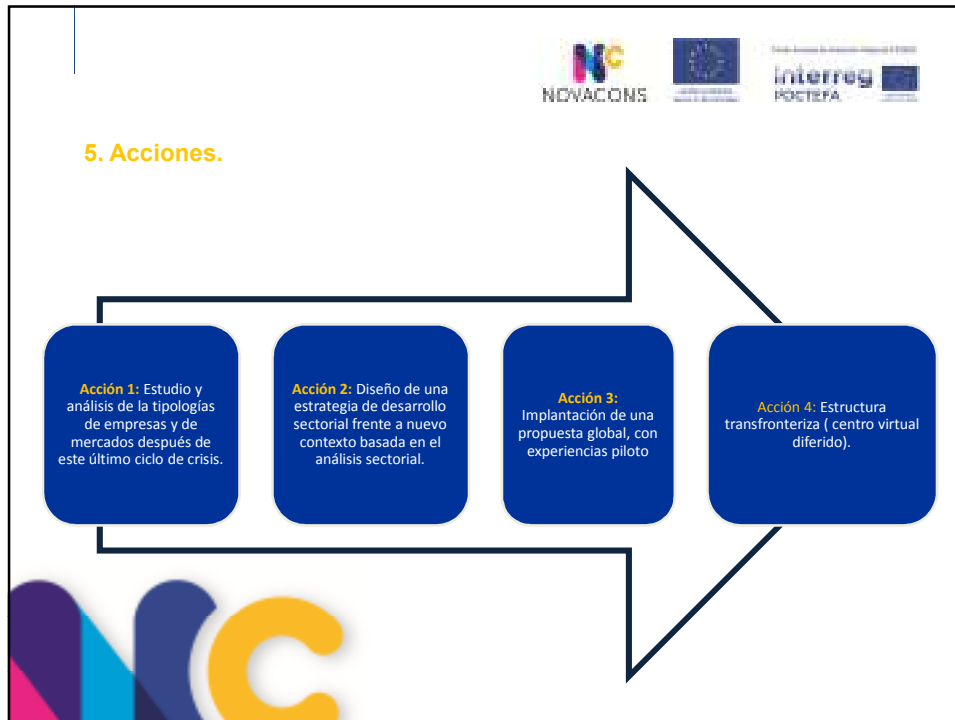 NOVACONS
interreg
POCTEFA
5. Acciones.
Acción 1: Estudio y
análisis de la tipologías
de empresas y de
mercados después de
este último ciclo de crisis.
Acción 2: Diseño de una
estrategia de desarrollo
sectorial frente a nuevo
contexto basada en el
análisis sectorial.
Acción 3:
Implantación de una
propuesta global, con
experiencias piloto
Acción 4: Estructura
transfronteriza ( centro virtual
diferido).